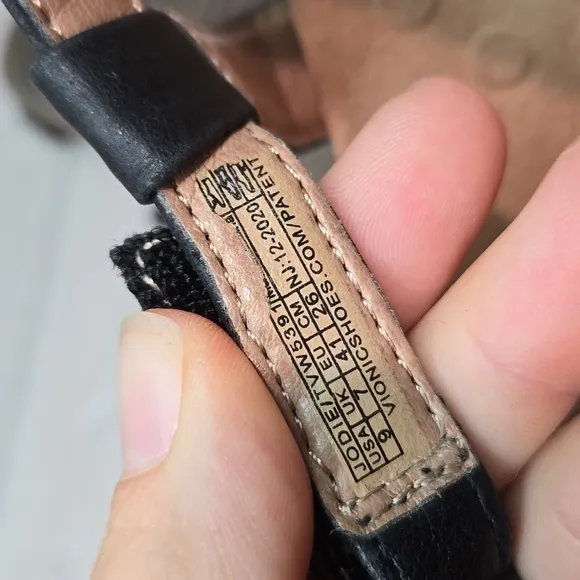 JODIE/TVW5391
USA UK EU CM NJ:12-2020
9 7 41 26
VIONICSHOES.COM/PATENT